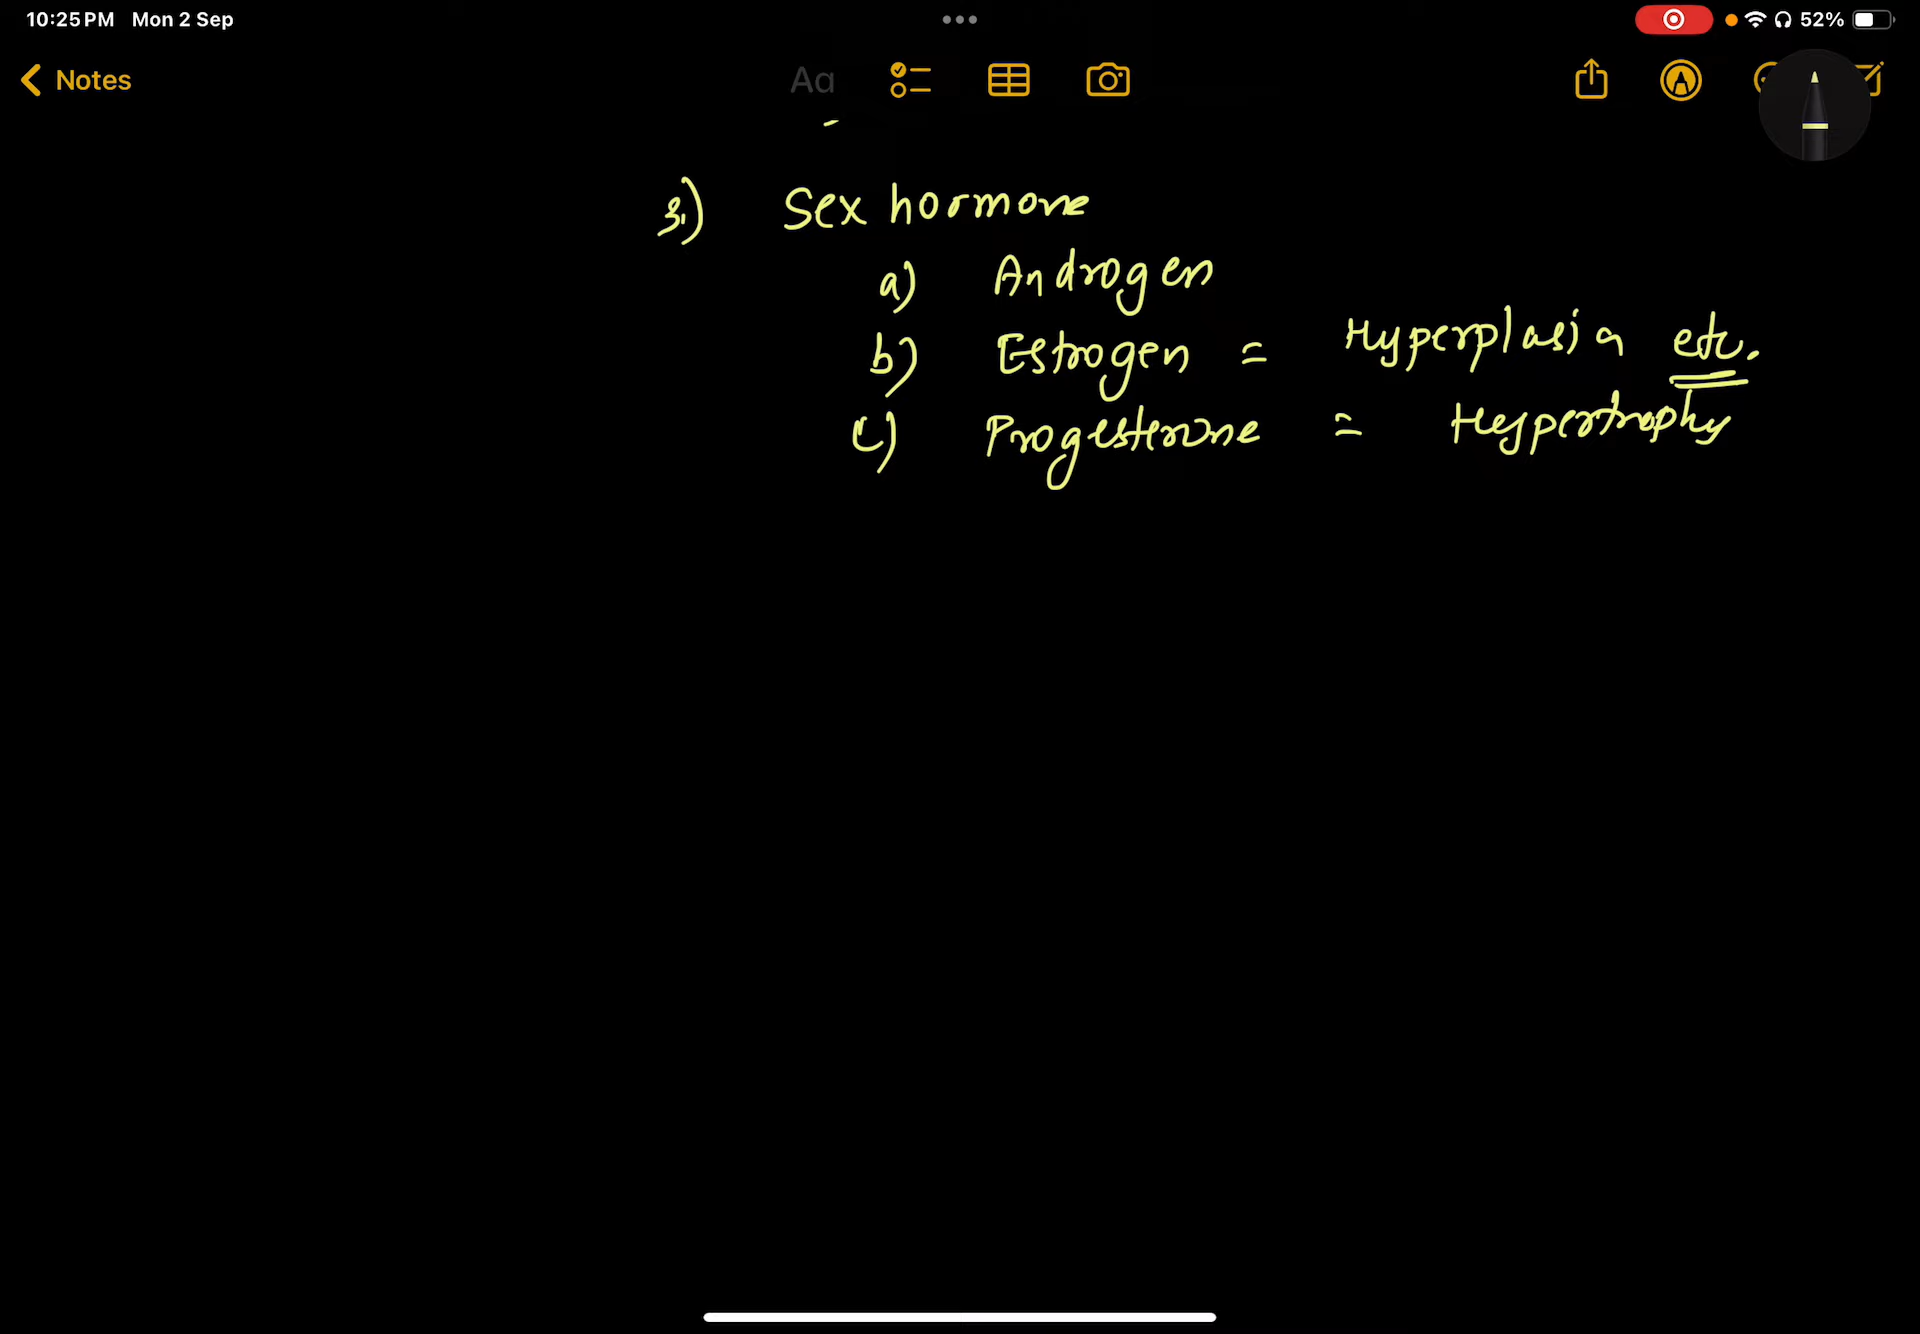 10:25 PM Mon 2 Sep 52%
Notes Aa
3.) Sex hormone
a) Androgen
b) Estrogen = Hyperplasia etc.
c) Progesterone = Hypertrophy